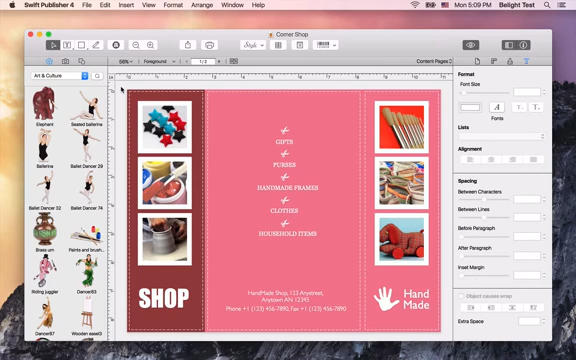 Swift Publisher 4 File Edit Insert View Format Arrange Window Help
Mon 5:09 PM Belight Test
Corner Shop
Style
56% Foreground 1/2 Content Pages
Art & Culture
Elephant Seated ballerina
Ballerina Ballet Dancer 29
Ballet Dancer 32 Ballet Dancer 74
Brass urn Paints and brush...
Riding juggler Dancer63
Dancer67 Wooden easel3
GIFTS
PURSES
HANDMADE FRAMES
CLOTHES
HOUSEHOLD ITEMS
SHOP
HandMade Shop, 123 Anystreet,
Anytown AN 12345
Phone +1 (123) 456-7890, Fax +1 (123) 456-7890
Hand
Made
Format
Font Size
Fonts
Lists
Alignment
Spacing
Between Characters
Between Lines
Before Paragraph
After Paragraph
Inset Margin
Object causes wrap
Extra Space